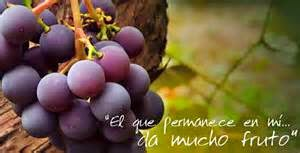 "El que permanece en mí...
da mucho fruto"